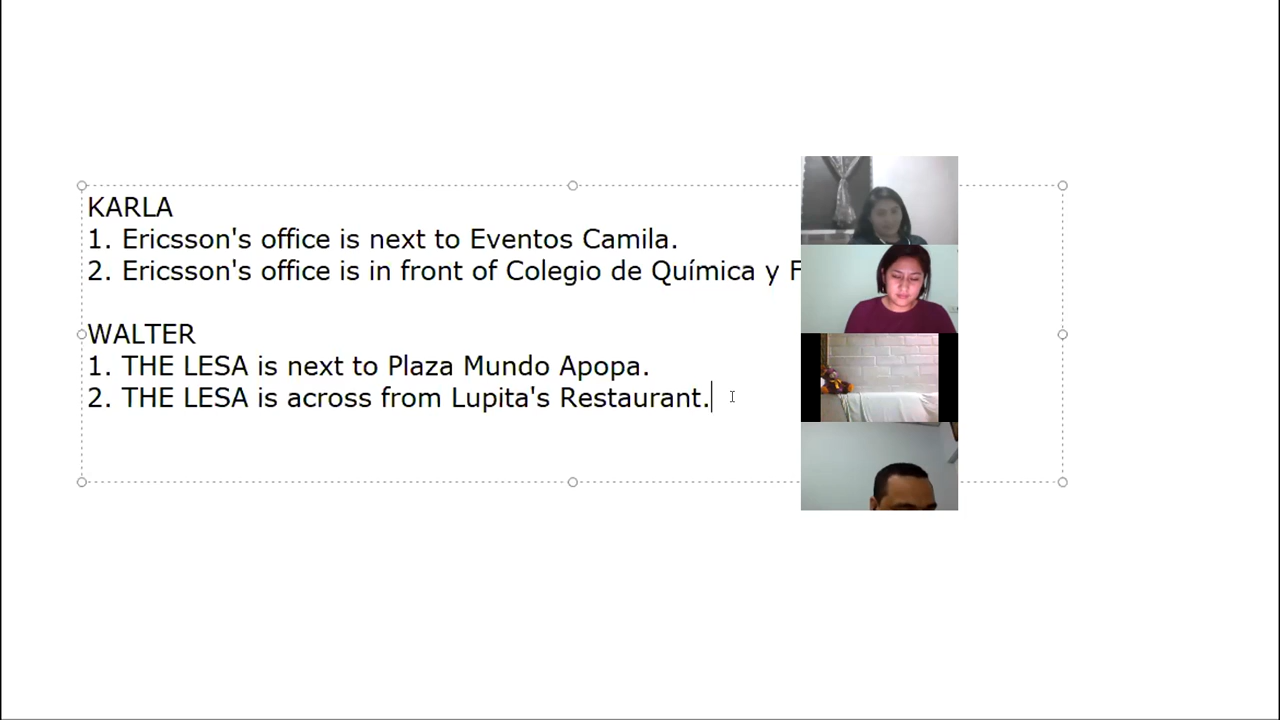 KARLA
1. Ericsson's office is next to Eventos Camila.
2. Ericsson's office is in front of Colegio de Química y
WALTER
1. THE LESA is next to Plaza Mundo Apopa.
2. THE LESA is across from Lupita's Restaurant.